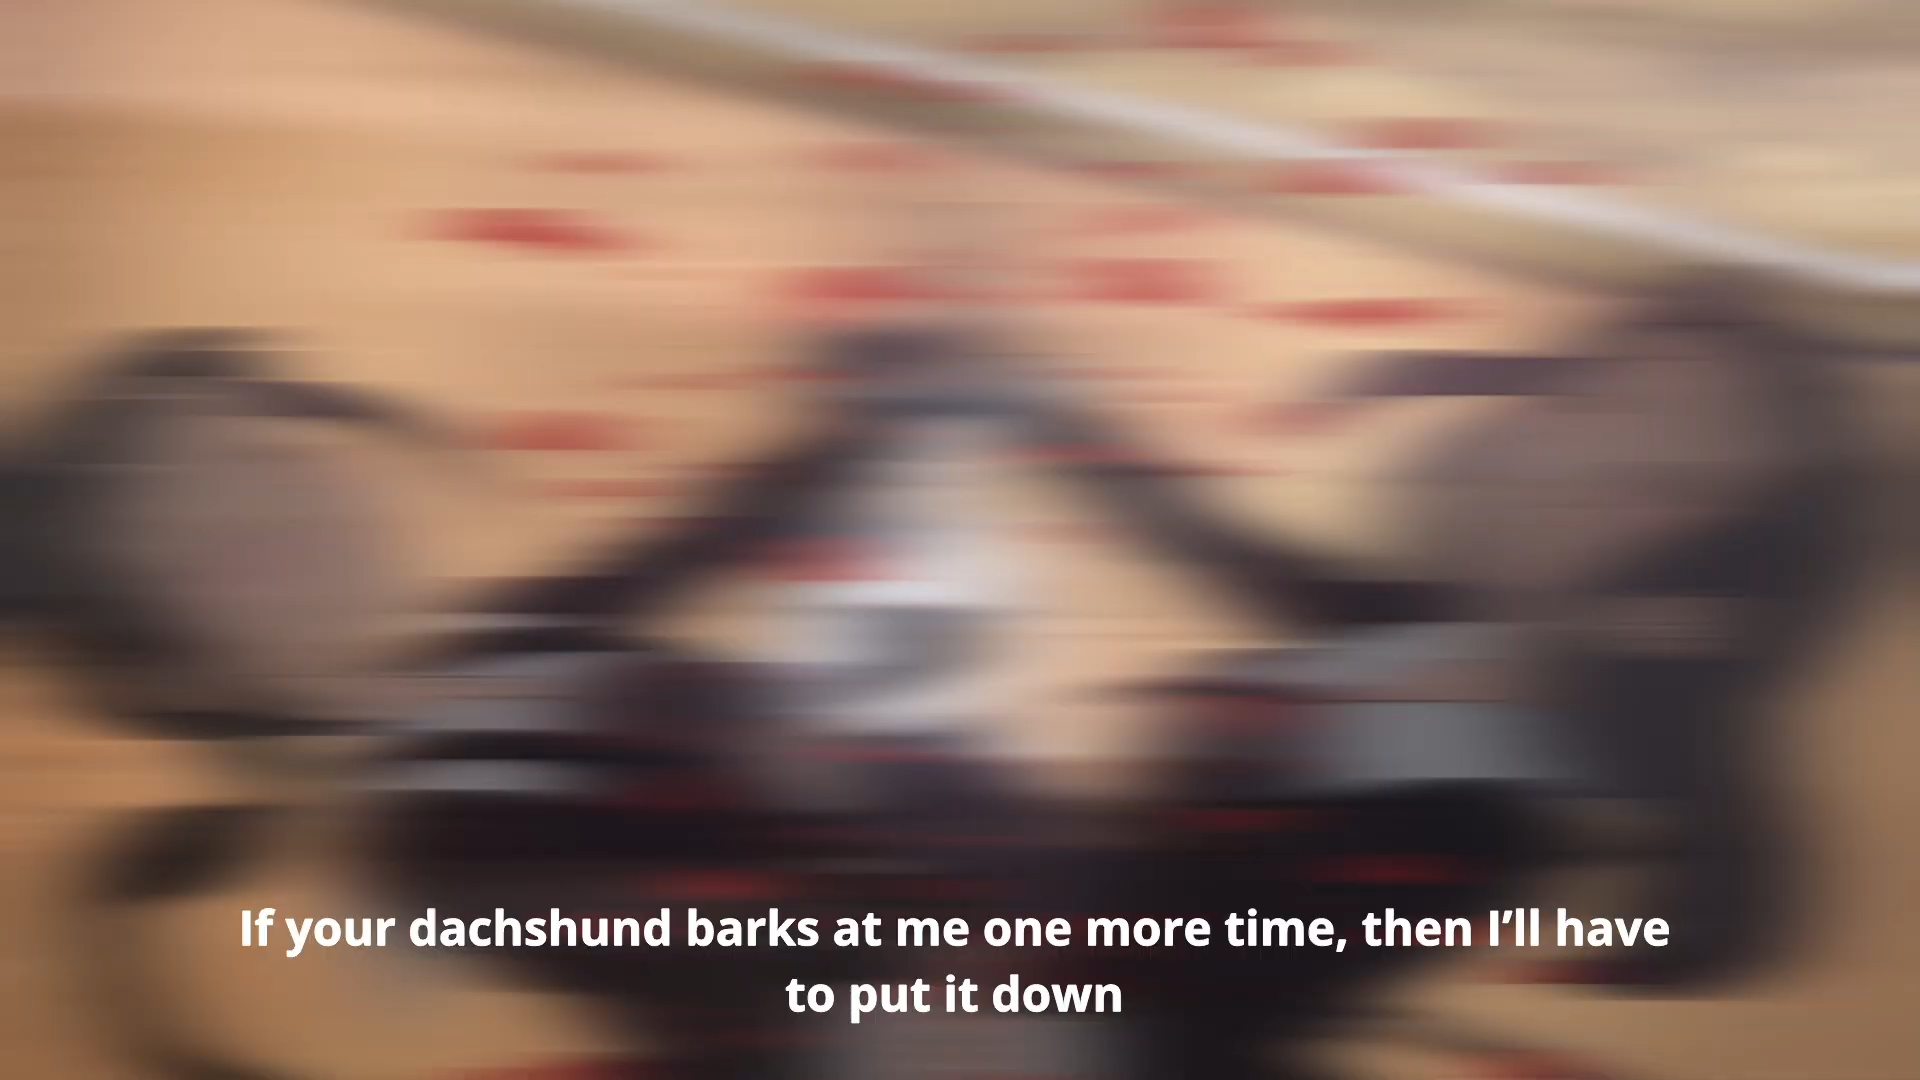 If your dachshund barks at me one more time, then I’ll have
to put it down